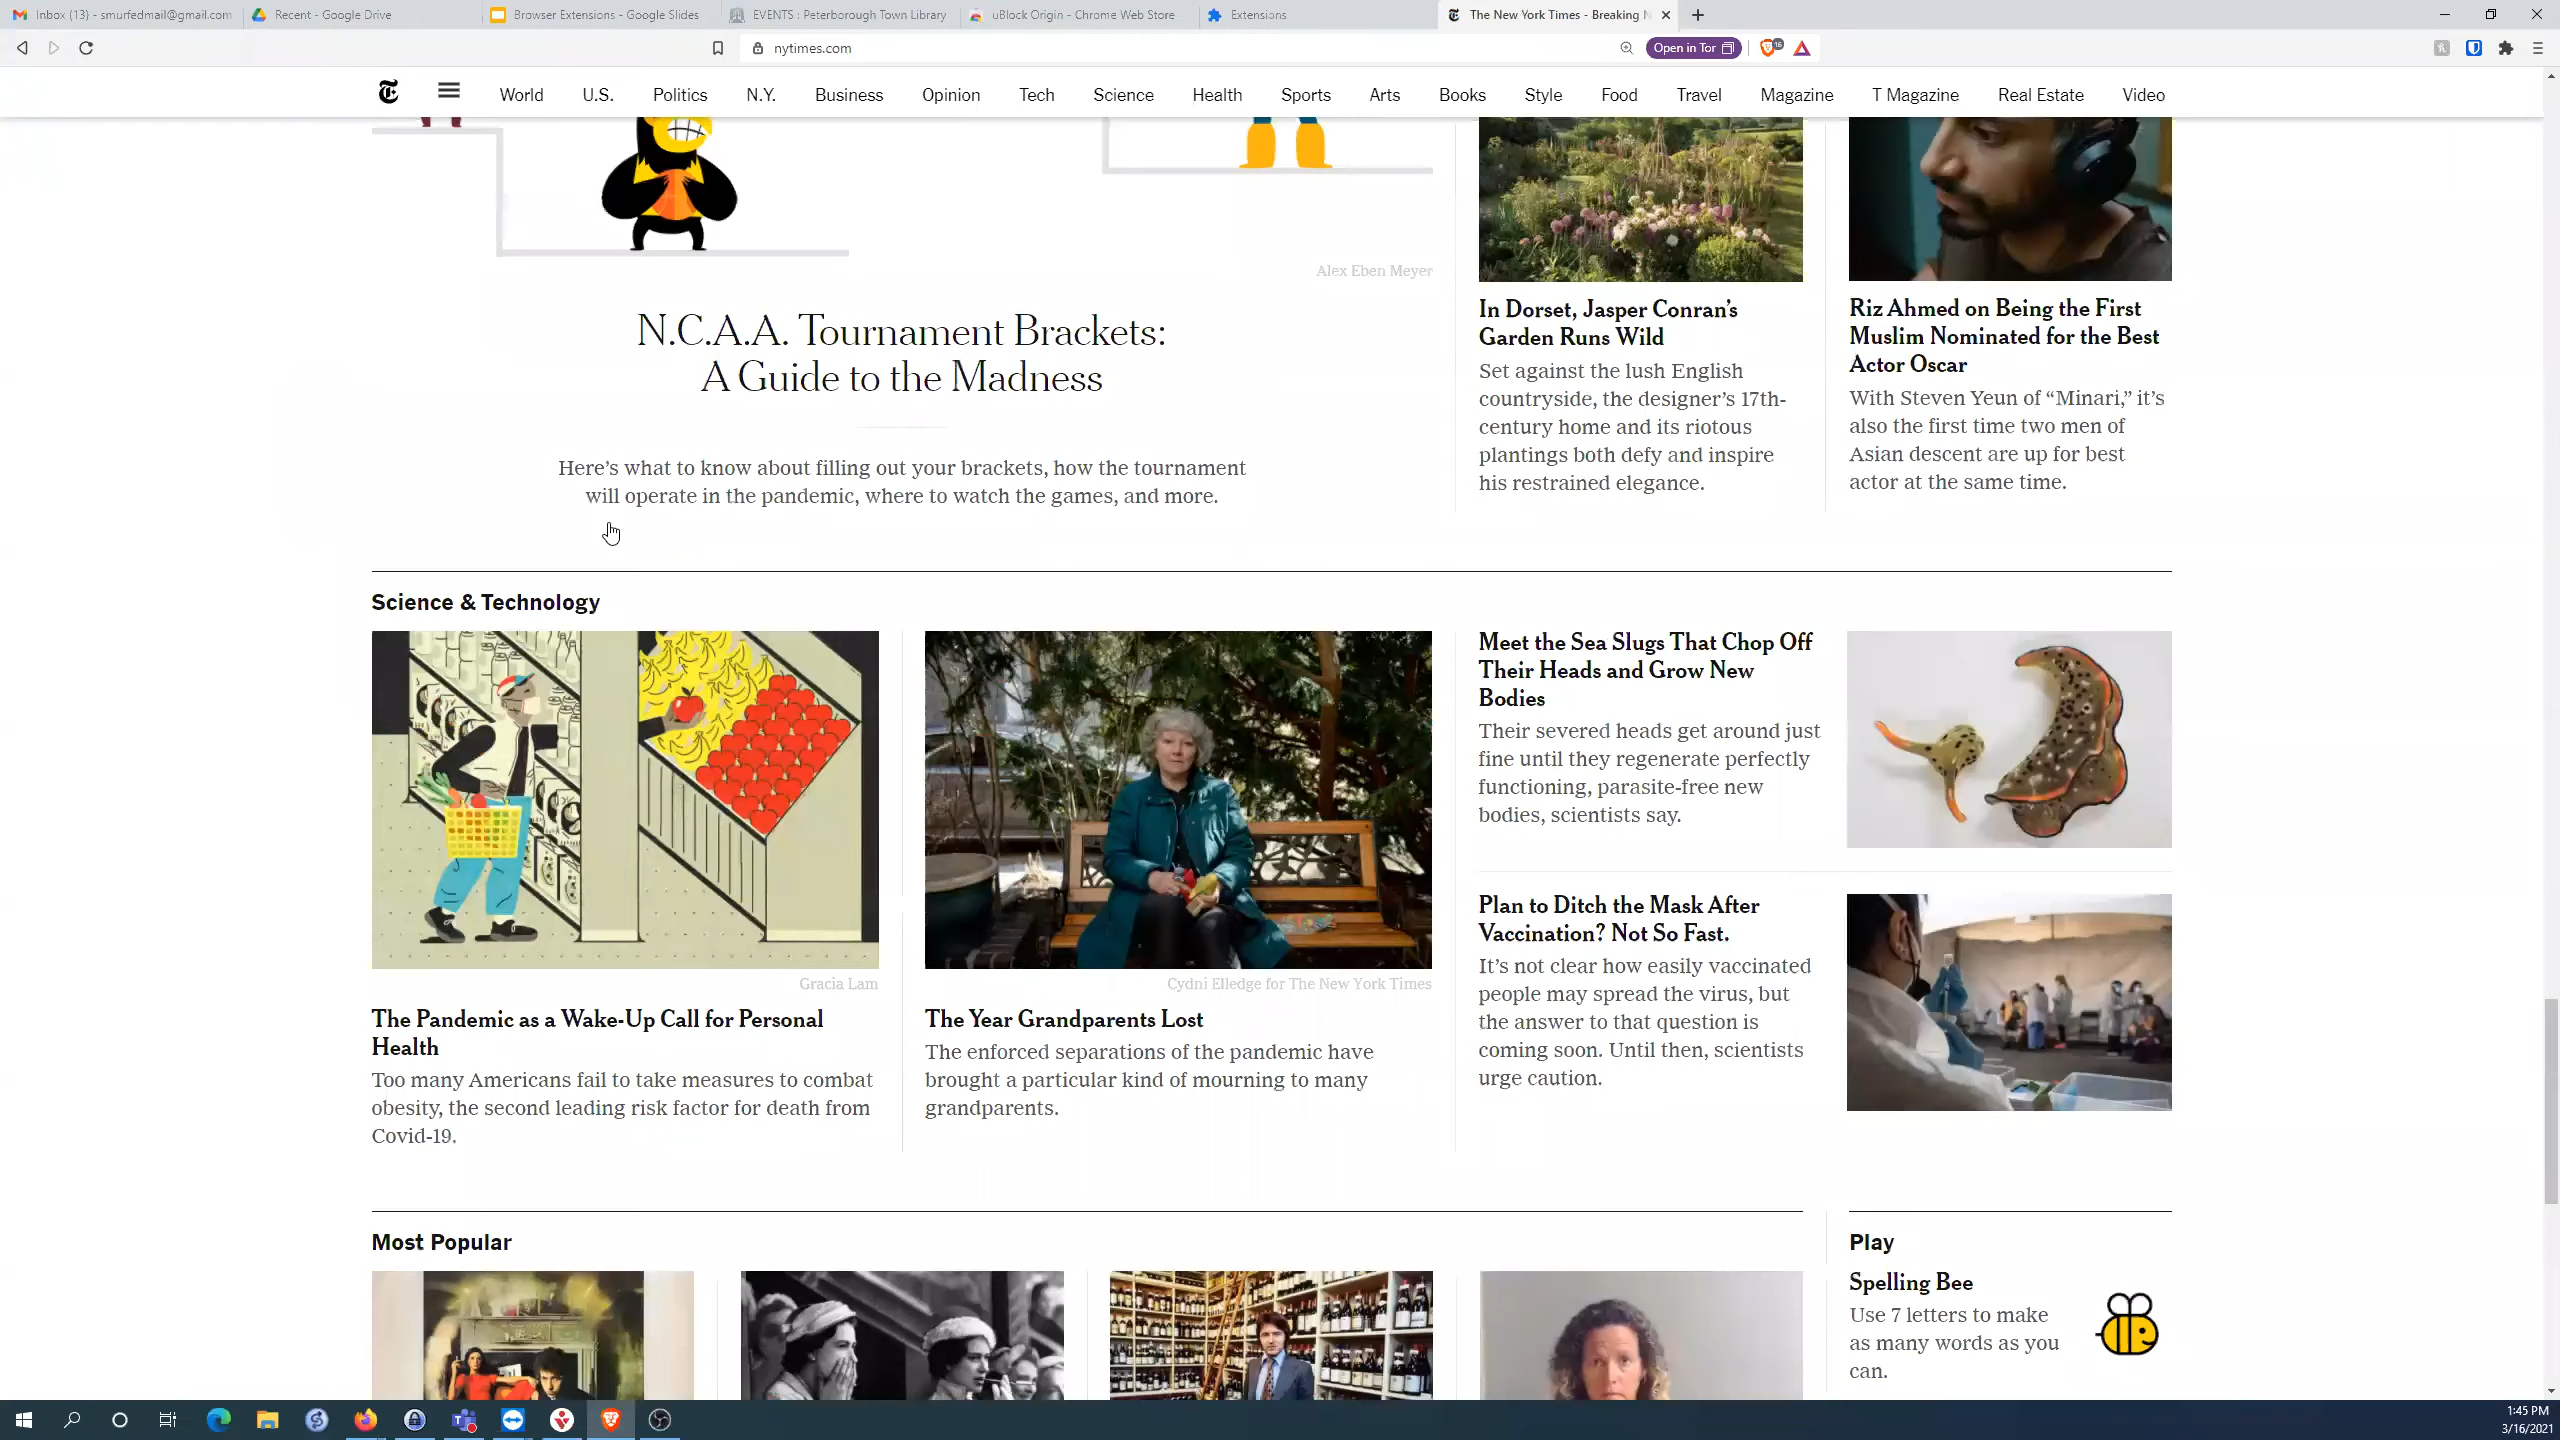 Inbox (13) - smurfedmail@gmail.com
Recent - Google Drive
Browser Extensions - Google Slides
EVENTS : Peterborough Town Library
uBlock Origin - Chrome Web Store
Extensions
The New York Times - Breaking N
nytimes.com
Open in Tor
16
World U.S. Politics N.Y. Business Opinion Tech Science Health Sports Arts Books Style Food Travel Magazine T Magazine Real Estate Video
Alex Eben Meyer
N.C.A.A. Tournament Brackets:
A Guide to the Madness
Here's what to know about filling out your brackets, how the tournament
will operate in the pandemic, where to watch the games, and more.
In Dorset, Jasper Conran's
Garden Runs Wild
Set against the lush English
countryside, the designer's 17th-
century home and its riotous
plantings both defy and inspire
his restrained elegance.
Riz Ahmed on Being the First
Muslim Nominated for the Best
Actor Oscar
With Steven Yeun of “Minari,” it's
also the first time two men of
Asian descent are up for best
actor at the same time.
Science & Technology
Gracia Lam
The Pandemic as a Wake-Up Call for Personal
Health
Too many Americans fail to take measures to combat
obesity, the second leading risk factor for death from
Covid-19.
Cydni Elledge for The New York Times
The Year Grandparents Lost
The enforced separations of the pandemic have
brought a particular kind of mourning to many
grandparents.
Meet the Sea Slugs That Chop Off
Their Heads and Grow New
Bodies
Their severed heads get around just
fine until they regenerate perfectly
functioning, parasite-free new
bodies, scientists say.
Plan to Ditch the Mask After
Vaccination? Not So Fast.
It's not clear how easily vaccinated
people may spread the virus, but
the answer to that question is
coming soon. Until then, scientists
urge caution.
Most Popular
Play
Spelling Bee
Use 7 letters to make
as many words as you
can.
1:45 PM
3/16/2021